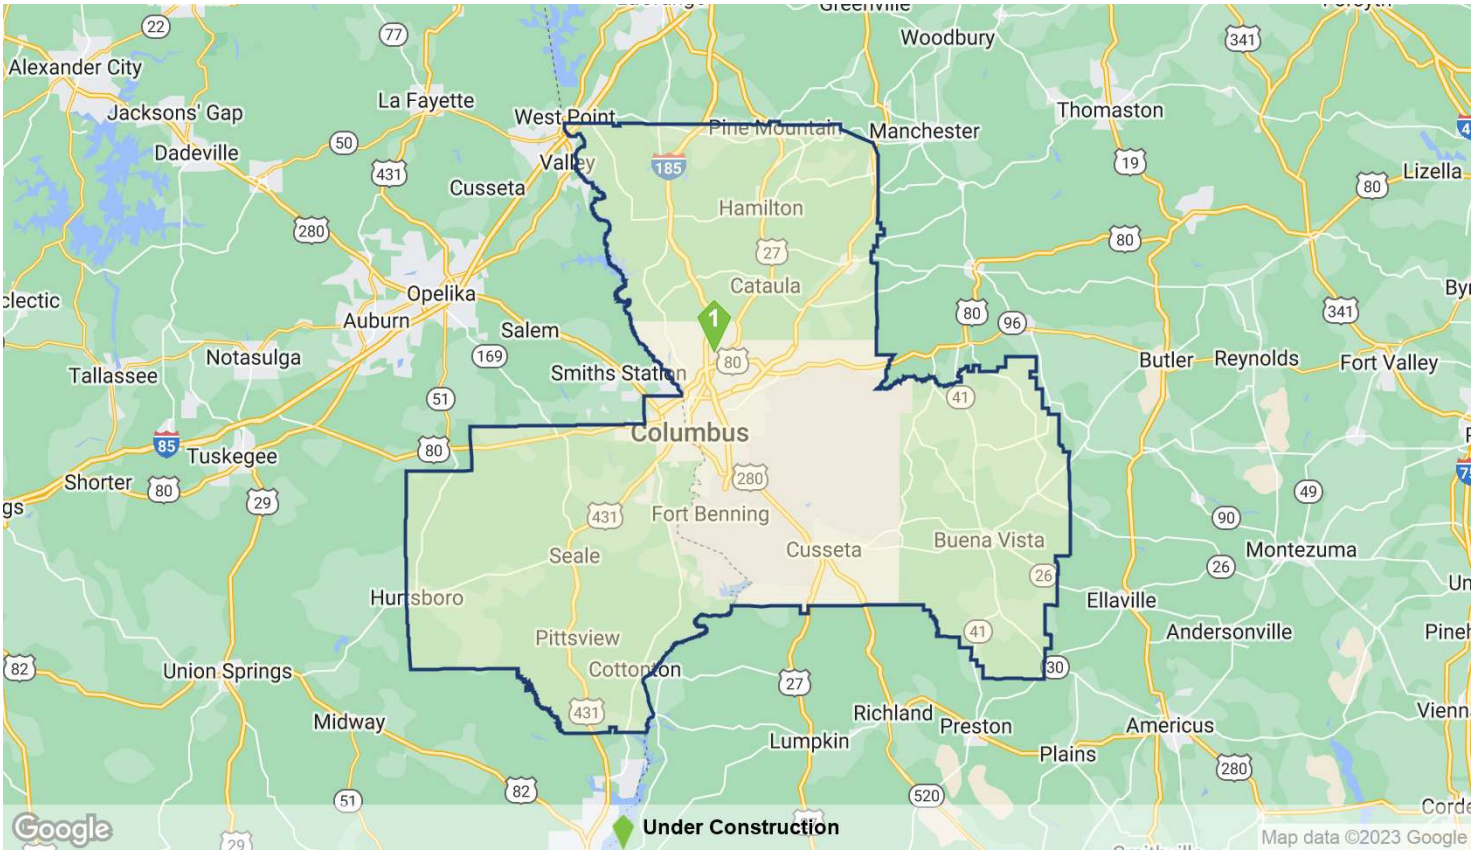 Greenville
22
77
341
Woodbury
Alexander City
La Fayette
Thomaston
Jacksons' Gap
West Point
Pine Mountain
Manchester
50
Dadeville
Valley
185
19
431
Lizella
Cusseta
80
Hamilton
280
27
80
Cataula
Opelika
clectic
80
341
Auburn
1
96
Salem
Notasulga
169
80
Butler
Reynolds
Fort Valley
Tallassee
Smiths Station
51
41
Columbus
85
80
Tuskegee
Shorter
80
280
49
29
gs
431
Fort Benning
90
Buena Vista
Cusseta
Montezuma
Seale
26
26
Hurtsboro
Ellaville
Andersonville
41
Pittsview
82
Union Springs
Cottonton
30
27
431
Richland
Midway
Preston
Americus
Lumpkin
Plains
280
82
51
520
Google
Under Construction
Map data ©2023 Google
29